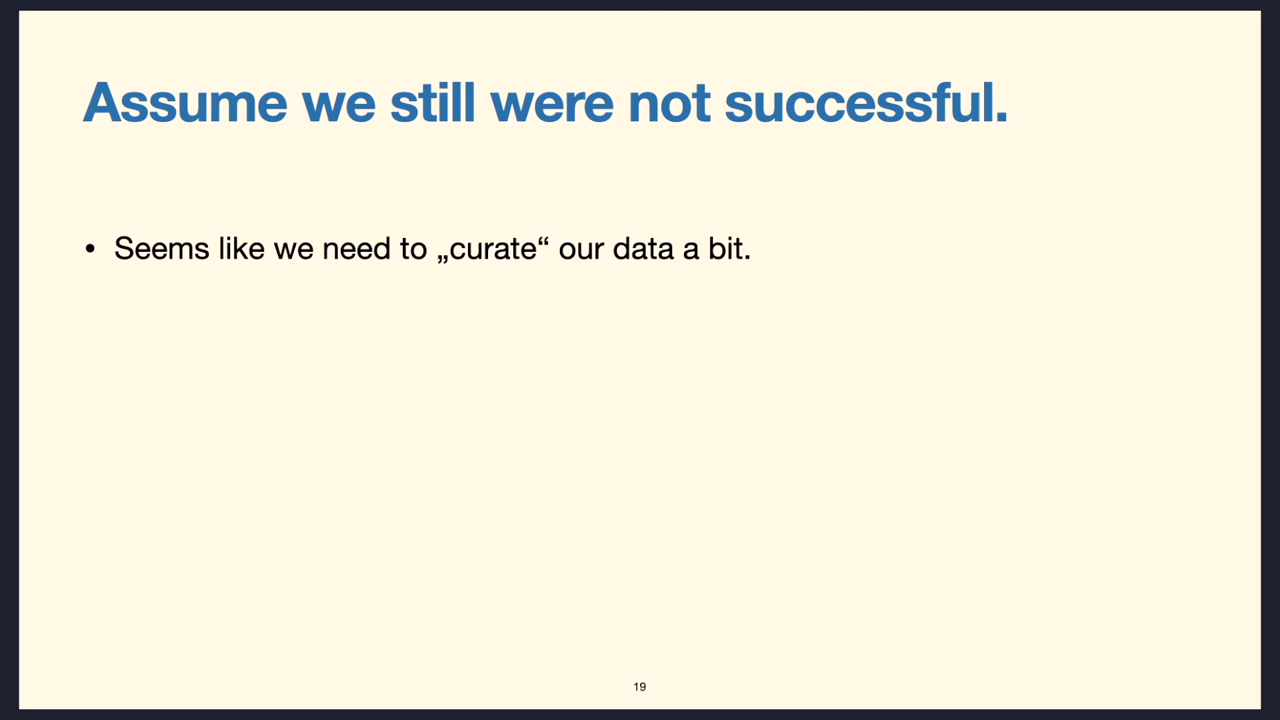 Assume we still were not successful.
• Seems like we need to „curate“ our data a bit.
19